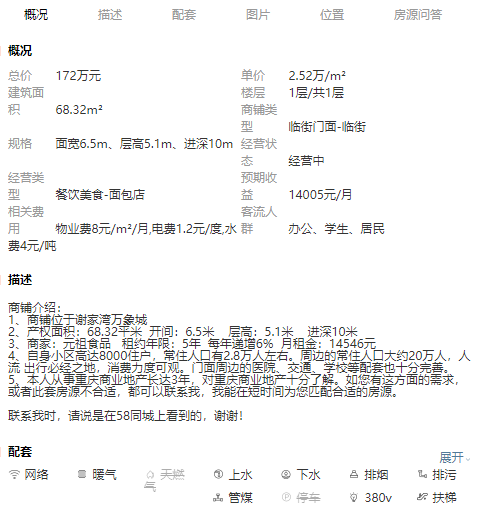 概况 描述 配套 图片 位置 房源问答
概况
总价 172万元 单价 2.52万/m²
建筑面积 68.32m² 楼层 1层/共1层
商铺类型 临街门面-临街
规格 面宽6.5m、层高5.1m、进深10m 经营状态 经营中
经营类型 餐饮美食-面包店 预期收益 14005元/月
相关费用 物业费8元/m²/月,电费1.2元/度,水费4元/吨 客流人群 办公、学生、居民
描述
商铺介绍：
1、商铺位于谢家湾万象城
2、产权面积：68.32平米 开间：6.5米 层高：5.1米 进深10米
3、商家：元祖食品 租约年限：5年 每年递增6% 月租金：14546元
4、自身小区高达8000住户，常住人口有2.8万人左右。周边的常住人口大约20万人，人
流 出行必经之地，消费力度可观。门面周边的医院、交通、学校等配套也十分完善。
5、本人从事重庆商业地产长达3年，对重庆商业地产十分了解。如您有这方面的需求，
或者此套房源不合适，都可以联系我，我能在短时间为您匹配合适的房源。
联系我时，请说是在58同城上看到的，谢谢！
配套
展开
网络 暖气 天然气 上水 下水 排烟 排污
管煤 停车 380v 扶梯